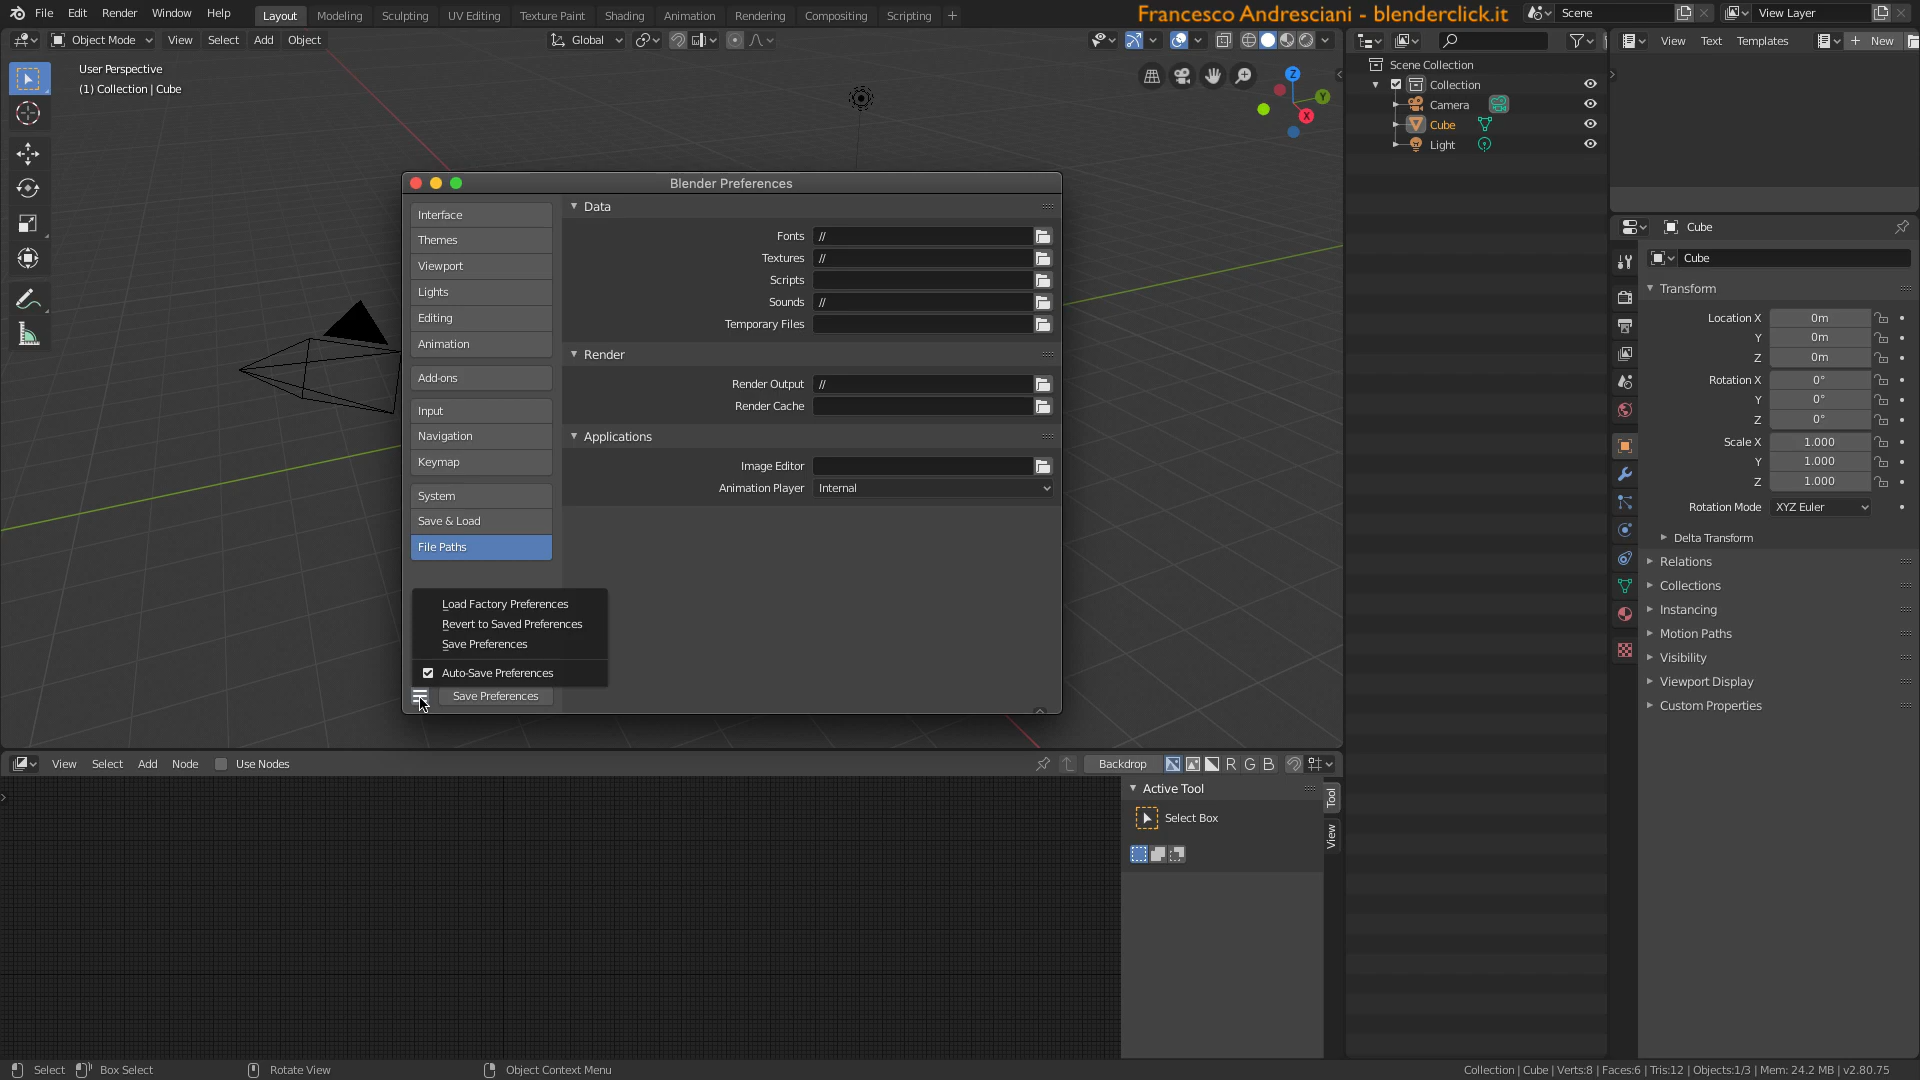 File Edit Render Window Help Layout Modeling Sculpting UV Editing Texture Paint Shading Animation Rendering Compositing Scripting Francesco Andresciani - blenderclick.it Scene View Layer
Object Mode View Select Add Object Global View Text Templates New
User Perspective
(1) Collection | Cube
Z
Y
X
Scene Collection
Collection
Camera
Cube
Light
Blender Preferences
Interface
Themes
Viewport
Lights
Editing
Animation
Add-ons
Input
Navigation
Keymap
System
Save & Load
File Paths
Data
Fonts //
Textures //
Scripts
Sounds //
Temporary Files
Render
Render Output //
Render Cache
Applications
Image Editor
Animation Player Internal
Load Factory Preferences
Revert to Saved Preferences
Save Preferences
Auto-Save Preferences
Save Preferences
Cube
Cube
Transform
Location X 0m
Y 0m
Z 0m
Rotation X 0°
Y 0°
Z 0°
Scale X 1.000
Y 1.000
Z 1.000
Rotation Mode XYZ Euler
Delta Transform
Relations
Collections
Instancing
Motion Paths
Visibility
Viewport Display
Custom Properties
View Select Add Node Use Nodes Backdrop R G B
Active Tool
Select Box
Tool
View
Select Box Select Rotate View Object Context Menu Collection | Cube | Verts:8 | Faces:6 | Tris:12 | Objects:1/3 | Mem: 24.2 MB | v2.80.75